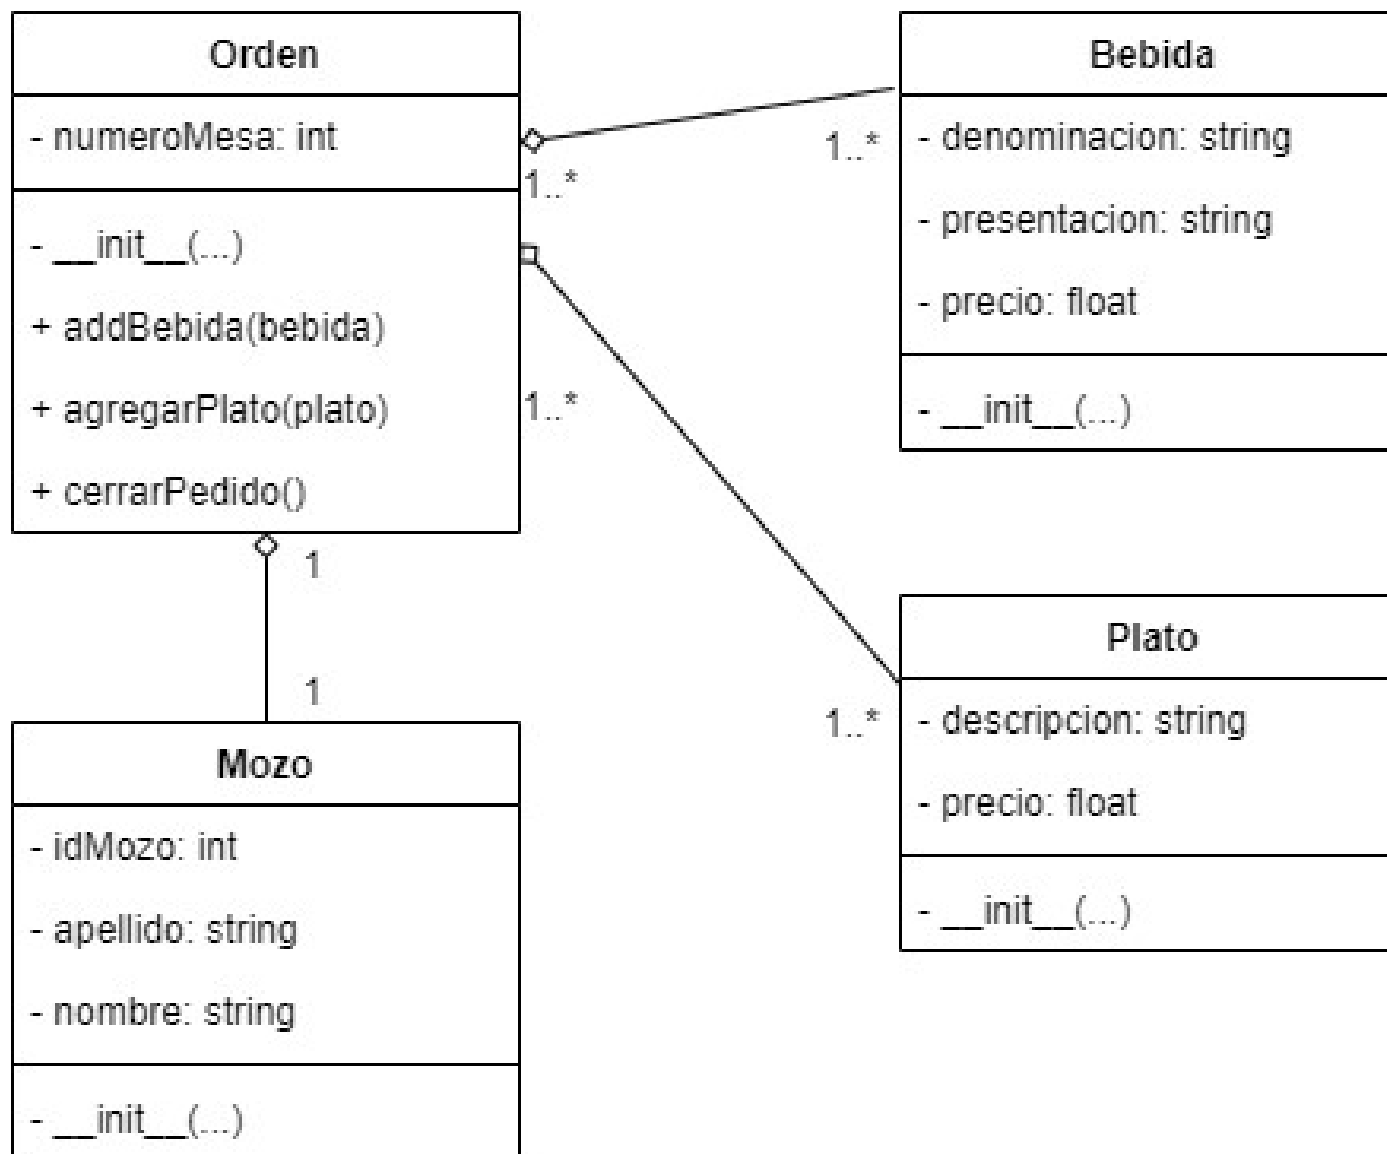 Orden
- numeroMesa: int
- __init__(...)
+ addBebida(bebida)
+ agregarPlato(plato)
+ cerrarPedido()
1..*
1..*
1..*
1..*
1
1
Bebida
- denominacion: string
- presentacion: string
- precio: float
- __init__(...)
Plato
- descripcion: string
- precio: float
- __init__(...)
Mozo
- idMozo: int
- apellido: string
- nombre: string
- __init__(...)